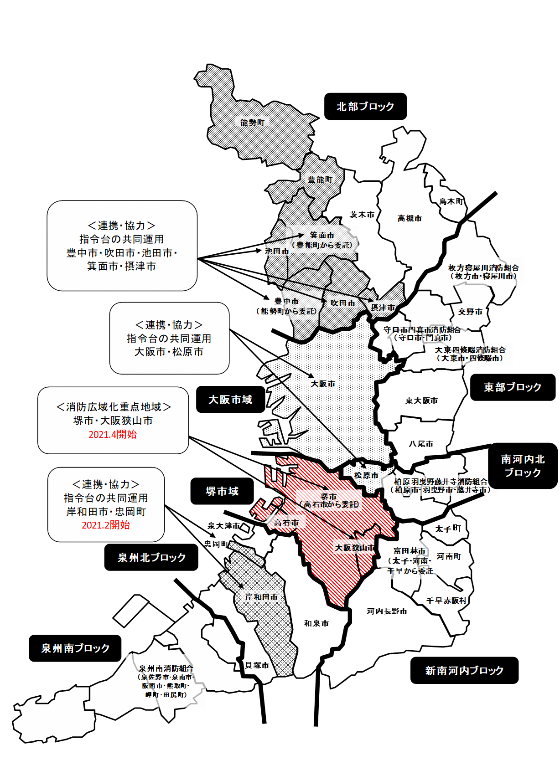 北部ブロック
能勢町
豊能町
茨木市
高槻市
島本町
＜連携・協力＞
指令台の共同運用
豊中市・吹田市・池田市・
箕面市・摂津市
箕面市
（豊能町から委託）
池田市
豊中市
（能勢町から委託）
吹田市
摂津市
枚方寝屋川消防組合
（枚方市・寝屋川市）
交野市
守口市門真市消防組合
（守口市・門真市）
大東四條畷消防組合
（大東市・四條畷市）
＜連携・協力＞
指令台の共同運用
大阪市・松原市
大阪市
大阪市域
東部ブロック
東大阪市
八尾市
＜消防広域化重点地域＞
堺市・大阪狭山市
2021.4開始
南河内北
ブロック
松原市
柏原羽曳野藤井寺消防組合
（柏原市・羽曳野市・藤井寺市）
＜連携・協力＞
指令台の共同運用
岸和田市・忠岡町
2021.2開始
堺市域
堺市
（高石市から委託）
高石市
泉大津市
忠岡町
大阪狭山市
太子町
富田林市
（太子・河南・
千早から委託
河南町
千早赤阪村
泉州北ブロック
岸和田市
和泉市
河内長野市
泉州南ブロック
貝塚市
新南河内ブロック
泉州南消防組合
（泉佐野市・泉南市・
阪南市・熊取町・
岬町・田尻町）